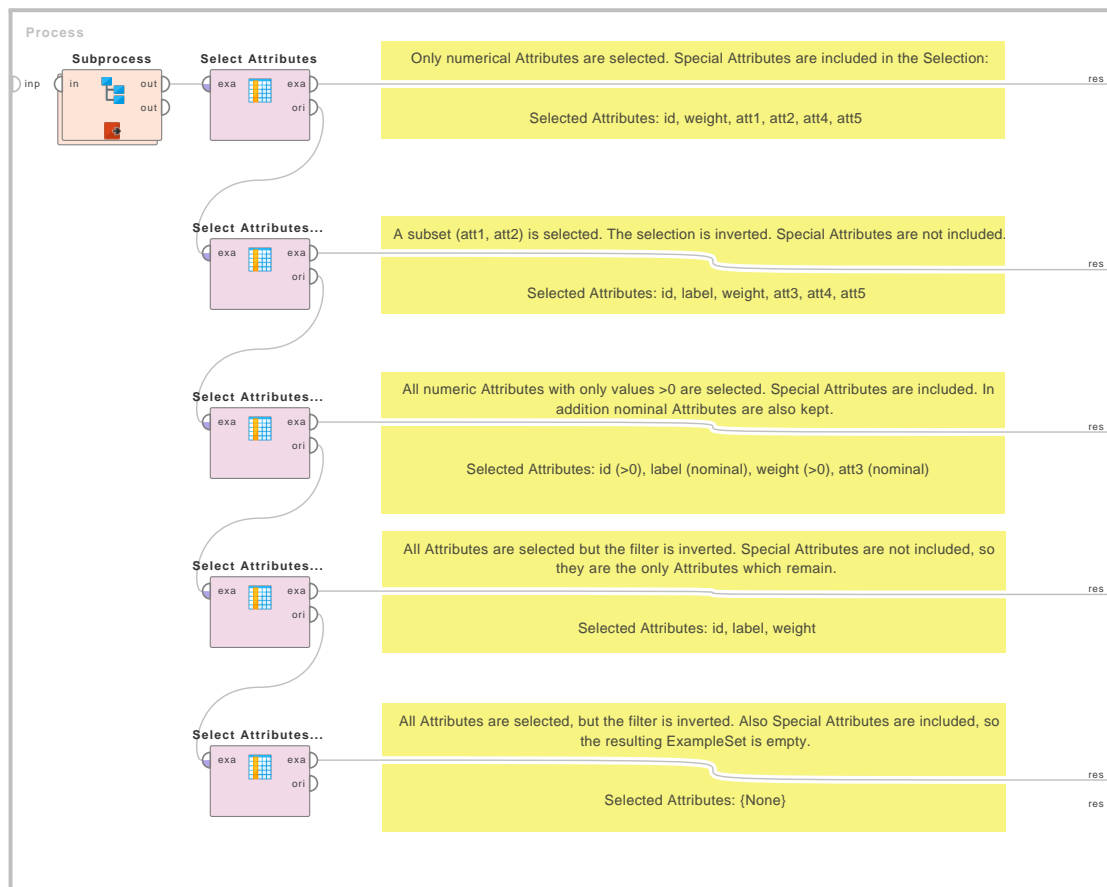 Process
Subprocess
Select Attributes
Only numerical Attributes are selected. Special Attributes are included in the Selection:
inp
in
out
exa
exa
res
out
ori
Selected Attributes: id, weight, att1, att2, att4, att5
Select Attributes...
A subset (att1, att2) is selected. The selection is inverted. Special Attributes are not included.
exa
exa
res
ori
Selected Attributes: id, label, weight, att3, att4, att5
All numeric Attributes with only values >0 are selected. Special Attributes are included. In
addition nominal Attributes are also kept.
Select Attributes...
exa
exa
res
ori
Selected Attributes: id (>0), label (nominal), weight (>0), att3 (nominal)
All Attributes are selected but the filter is inverted. Special Attributes are not included, so
they are the only Attributes which remain.
Select Attributes...
exa
exa
res
ori
Selected Attributes: id, label, weight
All Attributes are selected, but the filter is inverted. Also Special Attributes are included, so
the resulting ExampleSet is empty.
Select Attributes...
exa
exa
res
ori
Selected Attributes: {None}
res